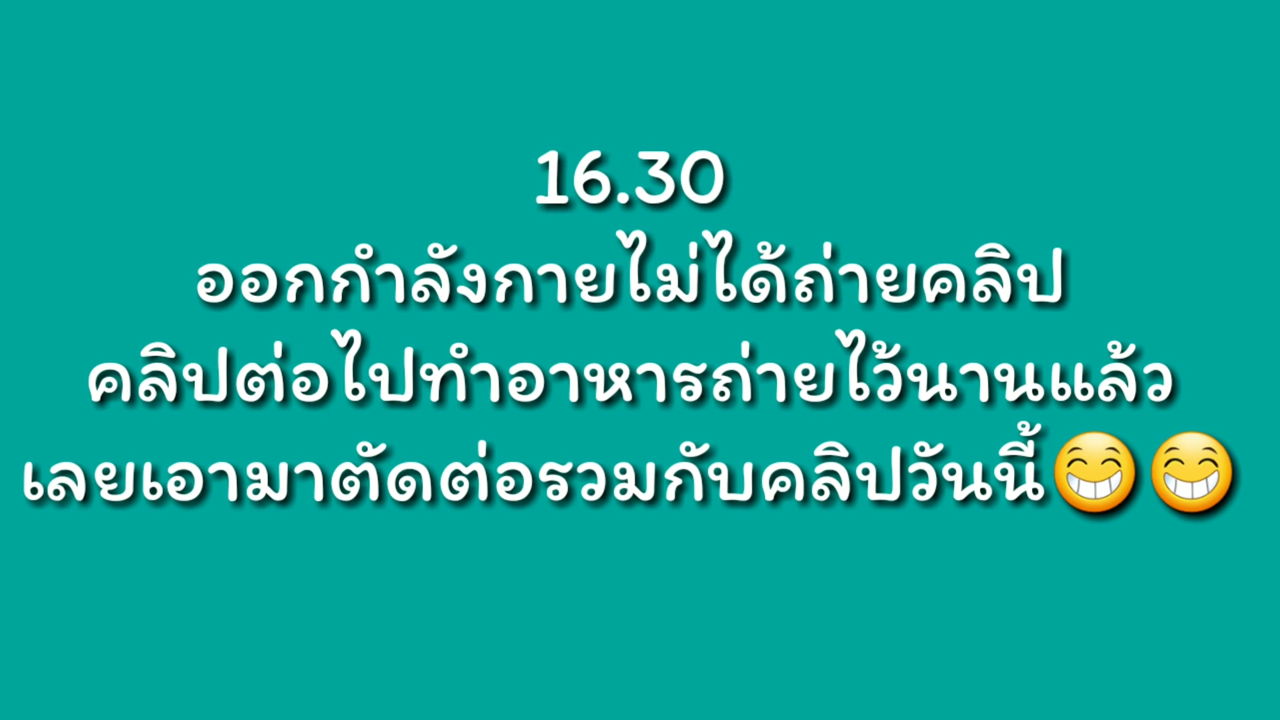 16.30
ออกกำลังกายไม่ได้ถ่ายคลิป
คลิปต่อไปทำอาหารถ่ายไว้นานแล้ว
เลยเอามาตัดต่อรวมกับคลิปวันนี้😁😁